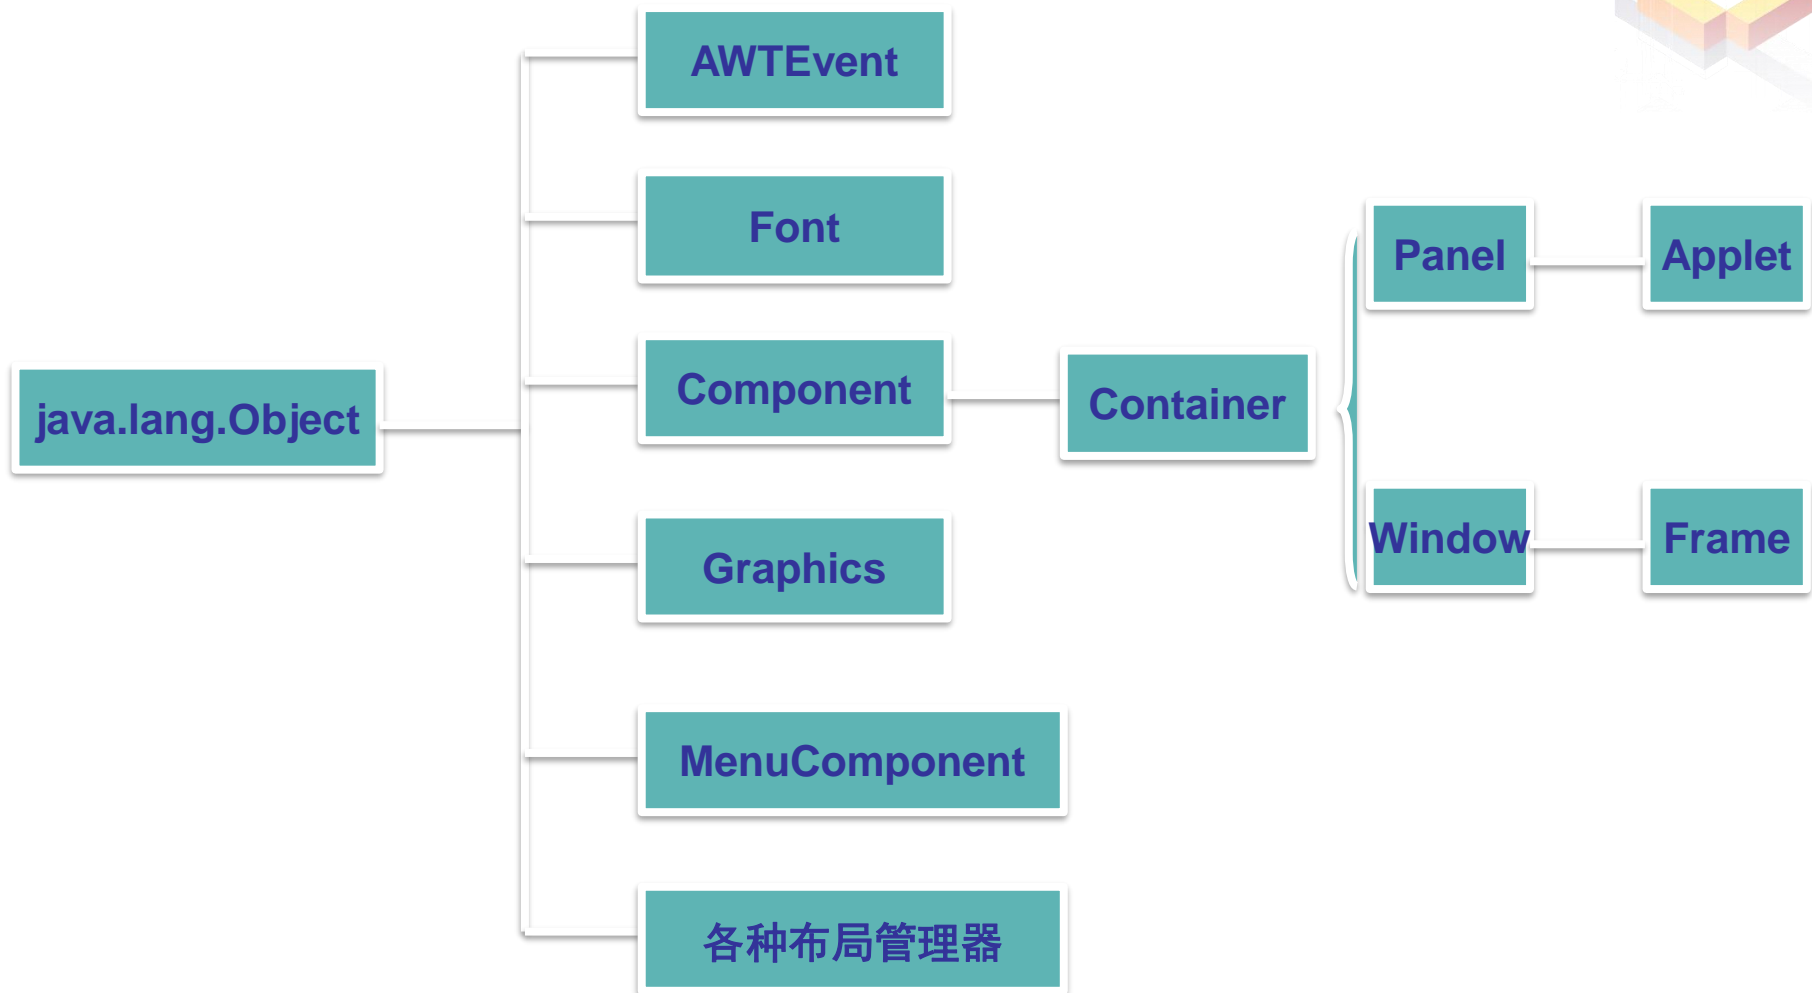 AWTEvent
Font
Panel
Applet
Component
Container
java.lang.Object
Window
Frame
Graphics
MenuComponent
各种布局管理器